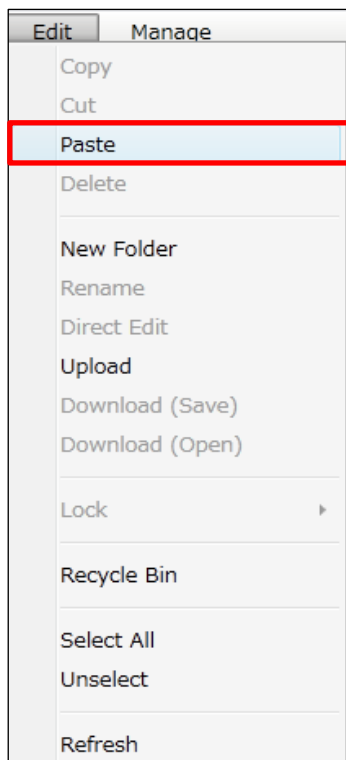 Edit Manage
Copy
Cut
Paste
Delete
New Folder
Rename
Direct Edit
Upload
Download (Save)
Download (Open)
Lock
Recycle Bin
Select All
Unselect
Refresh